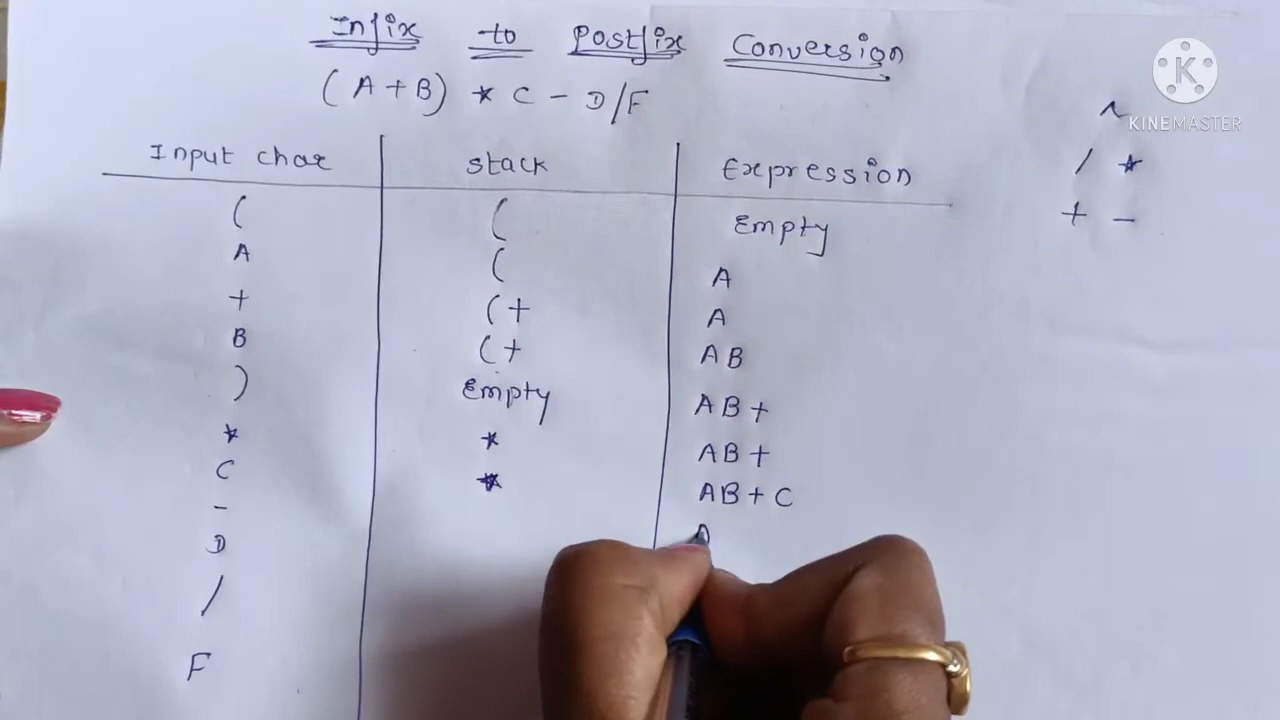 Infix to Postfix Conversion
(A+B) * C - D/F
K
KINEMASTER
^
/ *
+ -
Input char Stack Expression
( ( Empty
A ( A
+ (+ A
B (+ AB
) Empty AB+
* * AB+
C * AB+C
- A
D
/
F